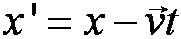 x' = x − v⃗t